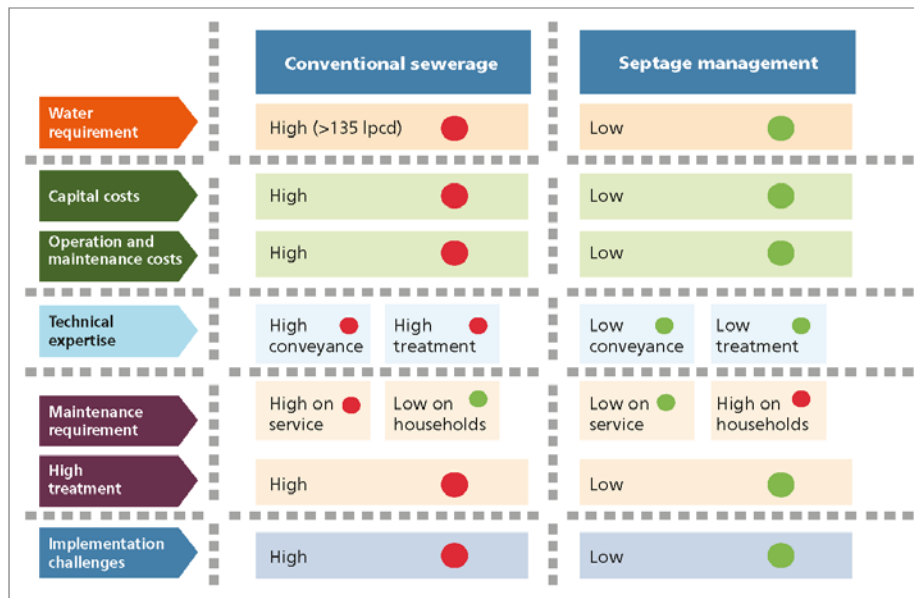 Conventional sewerage
Septage management
Water
requirement
High (>135 lpcd)
Low
Capital costs
High
Low
Operation and
maintenance costs
High
Low
Technical
expertise
High
conveyance
High
treatment
Low
conveyance
Low
treatment
Maintenance
requirement
High on
service
Low on
households
Low on
service
High on
households
High
treatment
High
Low
Implementation
challenges
High
Low